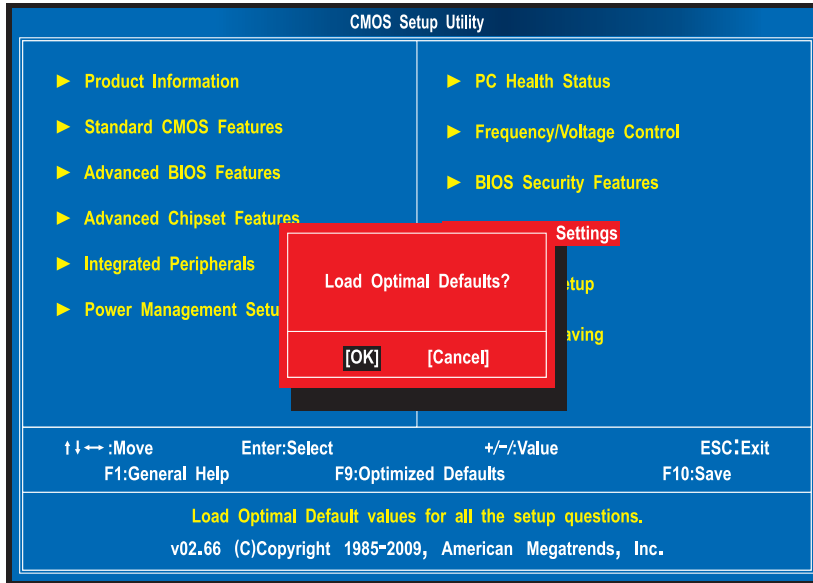 CMOS Setup Utility
► Product Information
► Standard CMOS Features
► Advanced BIOS Features
► Advanced Chipset Features
► Integrated Peripherals
► Power Management Setu
► PC Health Status
► Frequency/Voltage Control
► BIOS Security Features
Settings
etup
aving
Load Optimal Defaults?
[OK] [Cancel]
↑↓↔ :Move Enter:Select +/-/:Value ESC:Exit
F1:General Help F9:Optimized Defaults F10:Save
Load Optimal Default values for all the setup questions.
v02.66 (C)Copyright 1985-2009, American Megatrends, Inc.